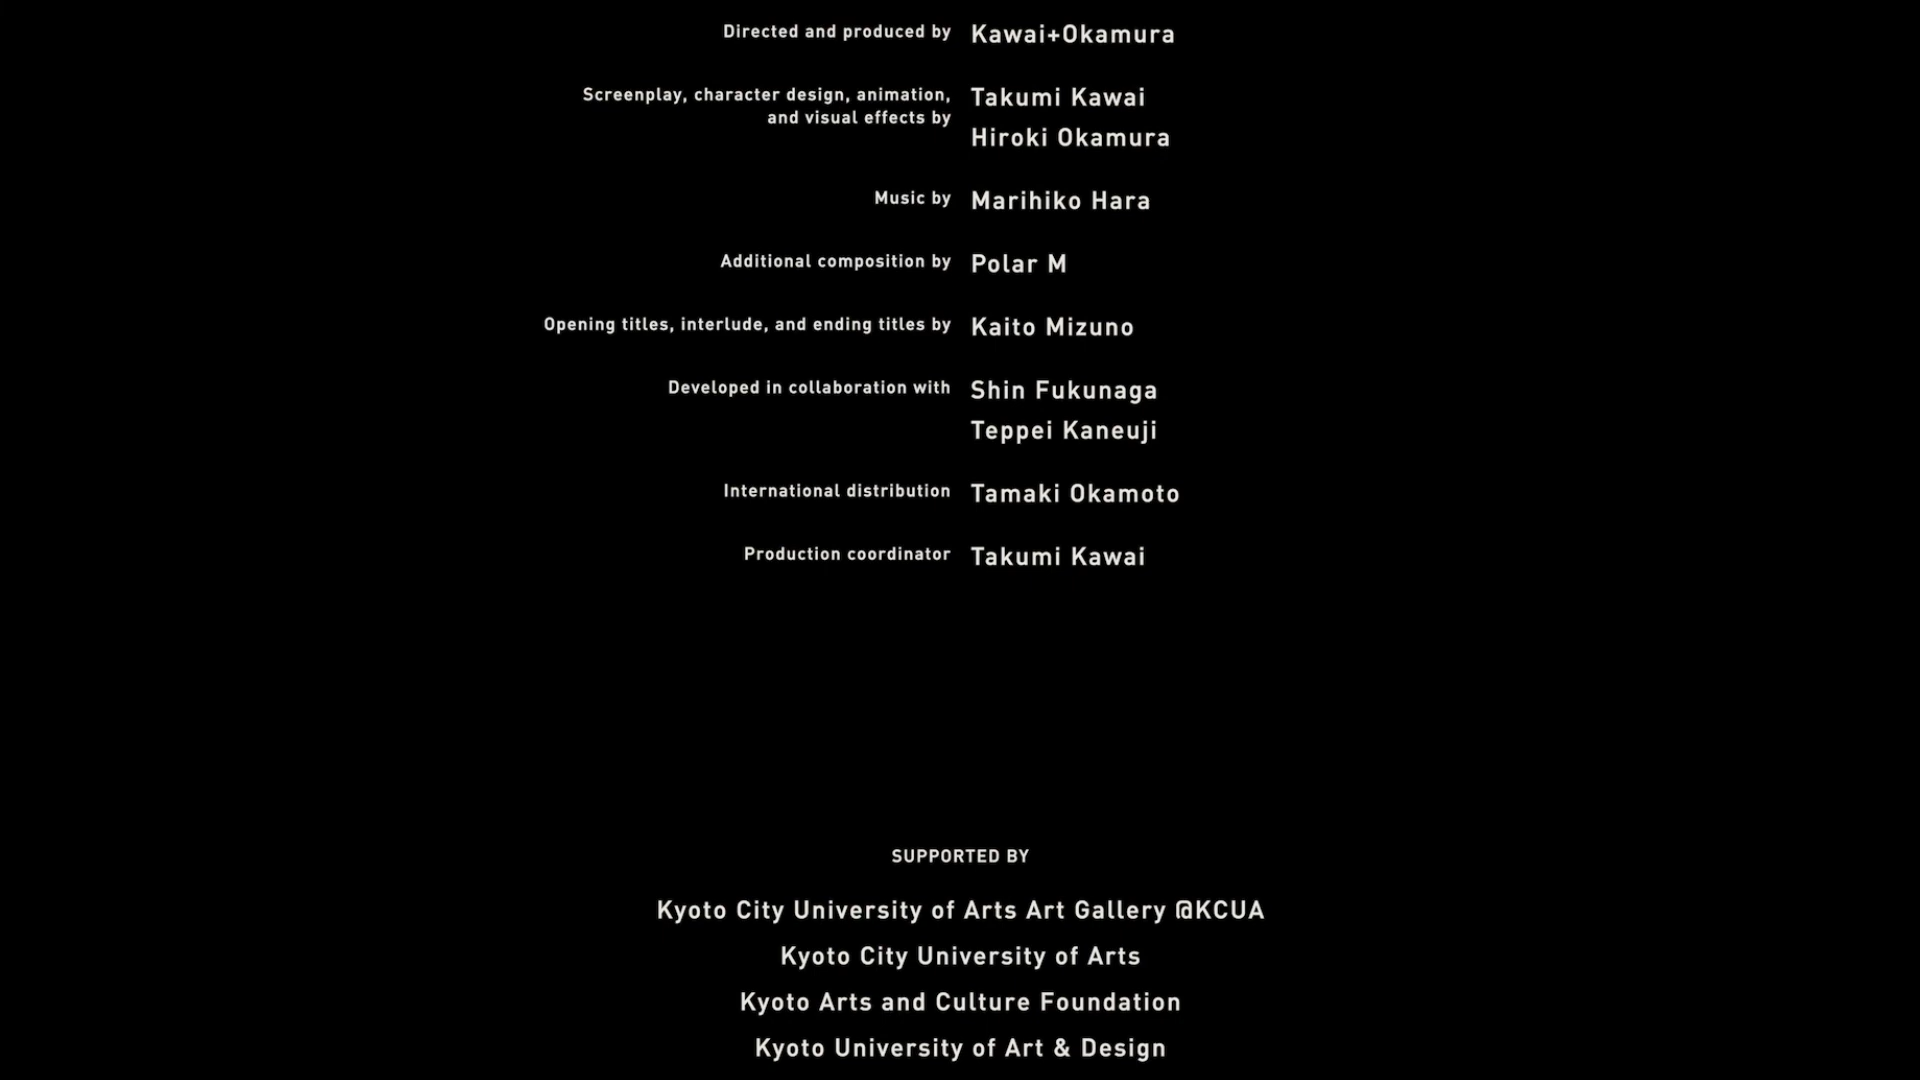 Directed and produced by Kawai+Okamura
Screenplay, character design, animation, Takumi Kawai
and visual effects by Hiroki Okamura
Music by Marihiko Hara
Additional composition by Polar M
Opening titles, interlude, and ending titles by Kaito Mizuno
Developed in collaboration with Shin Fukunaga
Teppei Kaneuji
International distribution Tamaki Okamoto
Production coordinator Takumi Kawai
SUPPORTED BY
Kyoto City University of Arts Art Gallery @KCUA
Kyoto City University of Arts
Kyoto Arts and Culture Foundation
Kyoto University of Art & Design